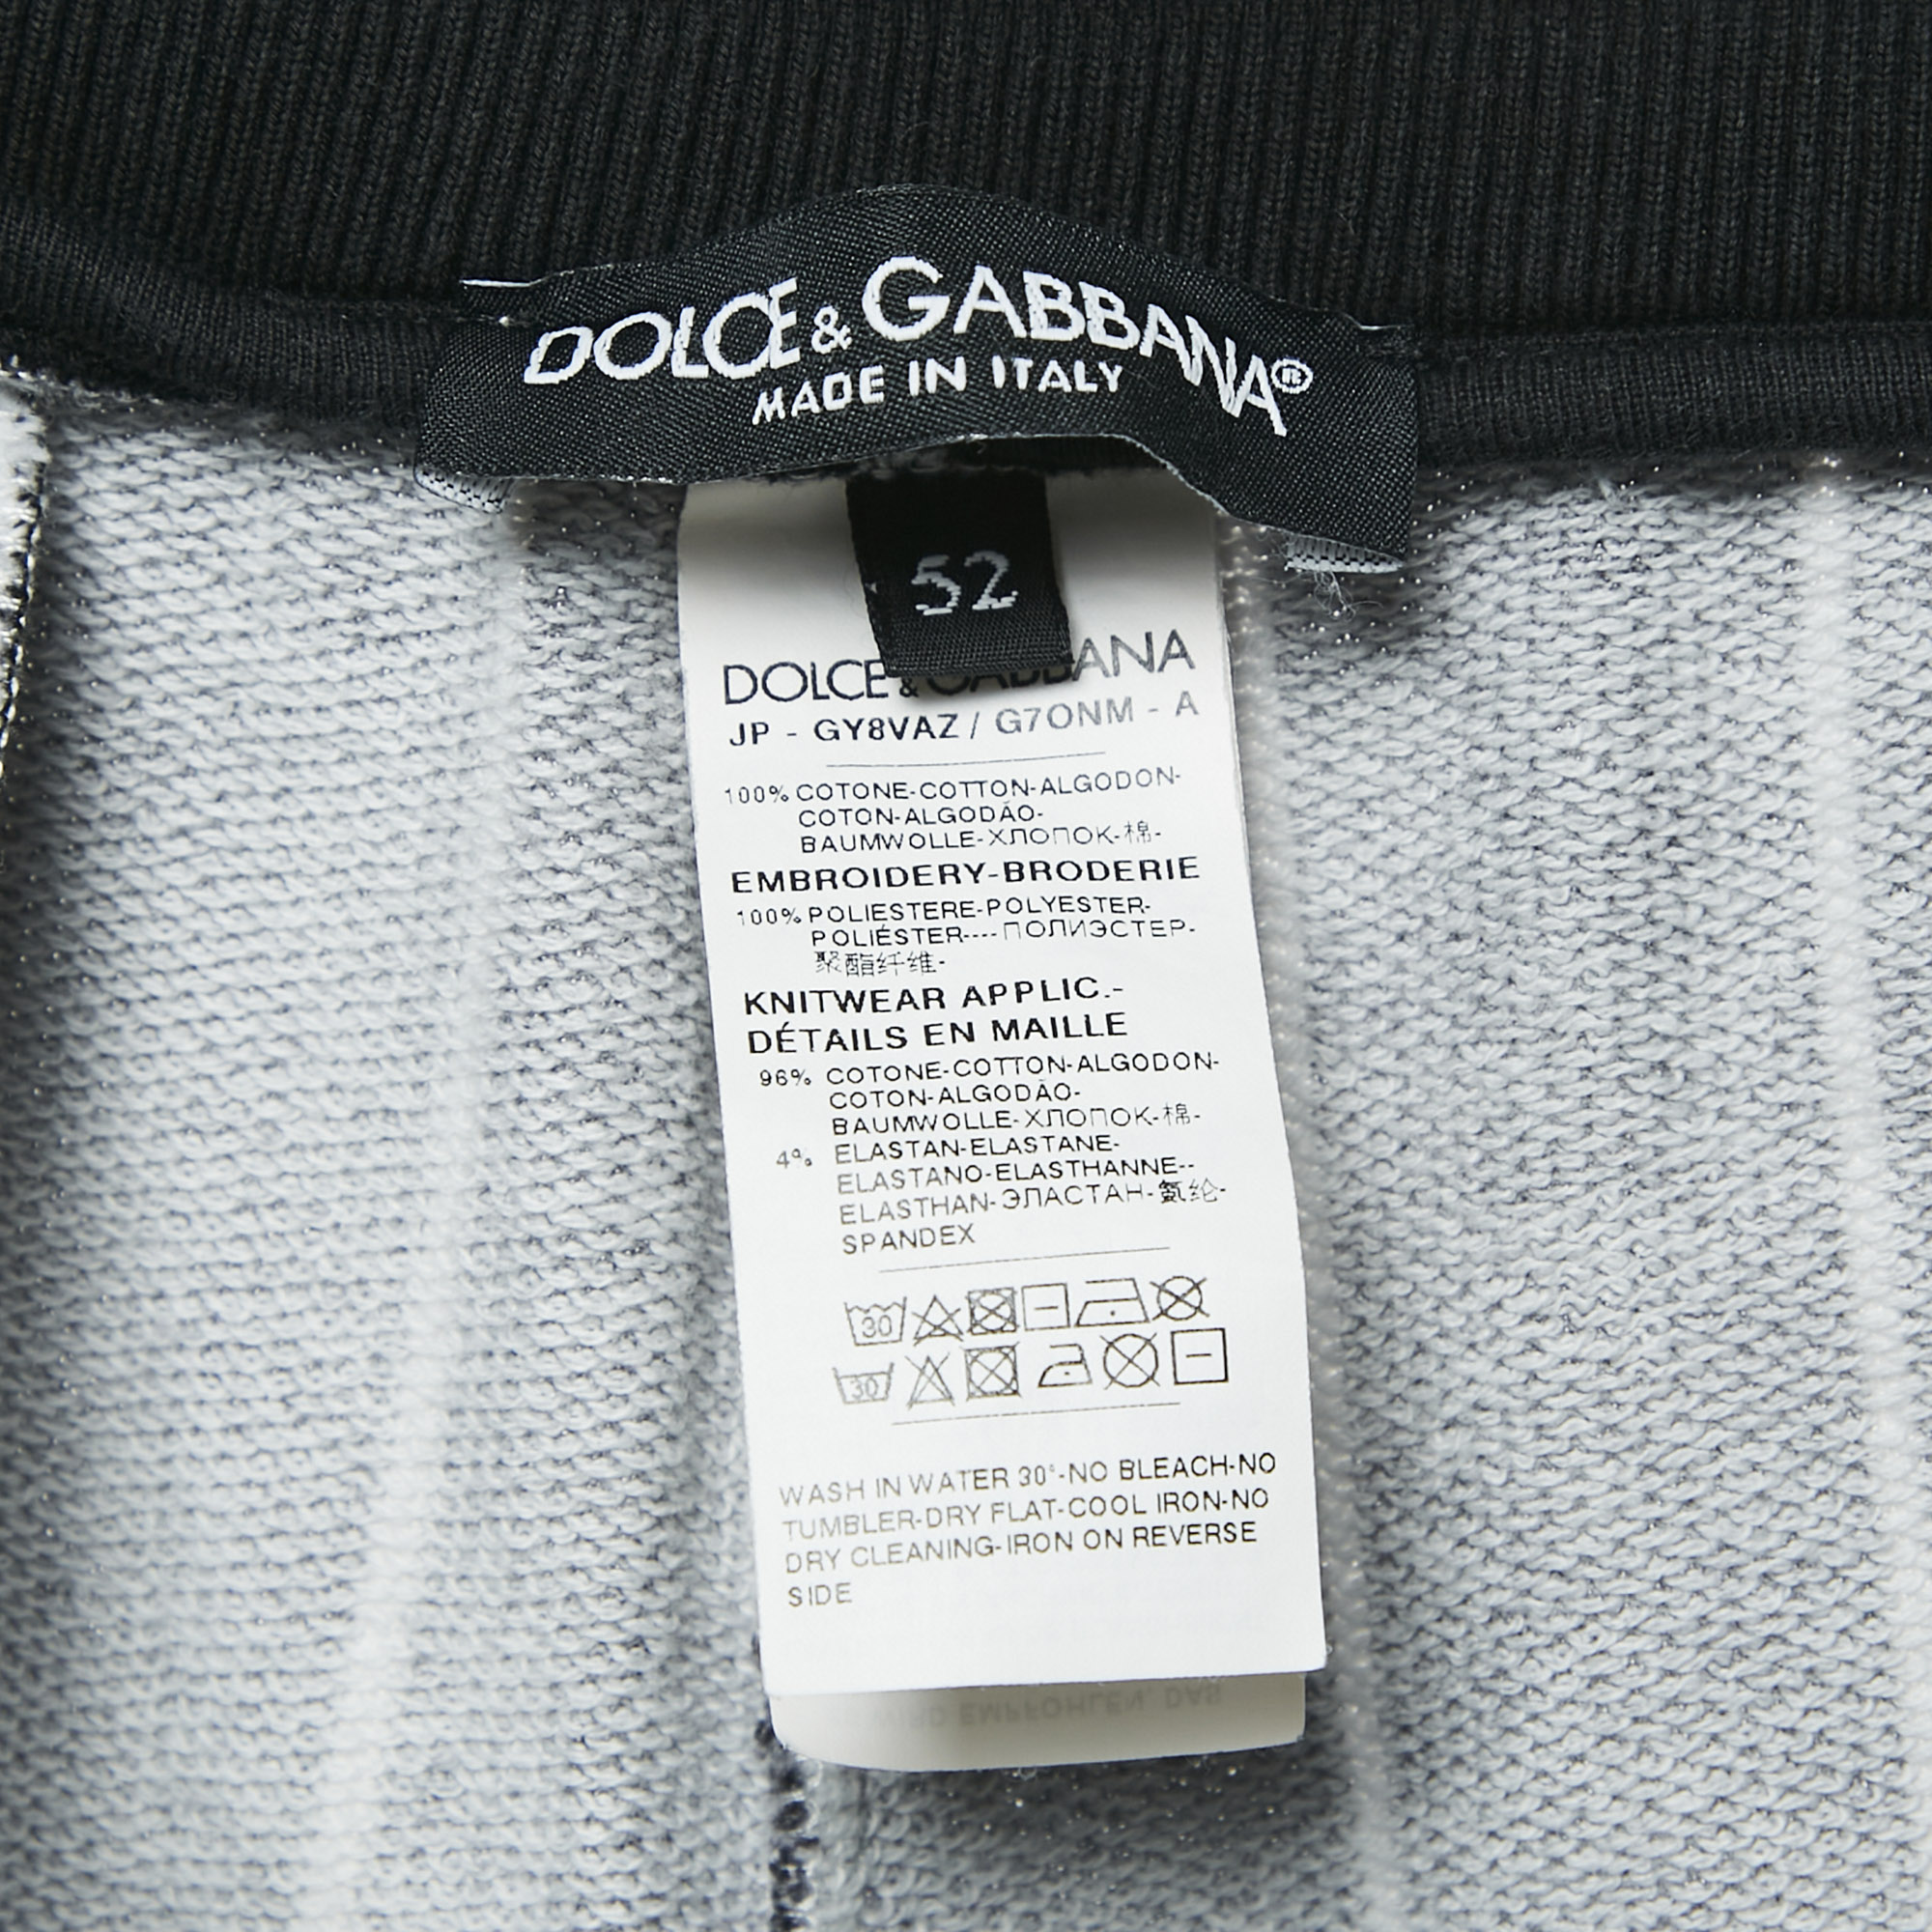 DOLCE & GABBANA®
MADE IN ITALY
52
DOLCE & GABBANA
JP - GY8VAZ / G7ONM - A
100% COTONE-COTTON-ALGODON-
COTON-ALGODÃO-
BAUMWOLLE-ХЛОПОК-棉-
EMBROIDERY-BRODERIE
100% POLIESTERE-POLYESTER-
POLIÉSTER----ПОЛИЭСТЕР-
聚酯纤维-
KNITWEAR APPLIC.-
DÉTAILS EN MAILLE
96% COTONE-COTTON-ALGODON-
COTON-ALGODÃO-
BAUMWOLLE-ХЛОПОК-棉-
4% ELASTAN-ELASTANE-
ELASTANO-ELASTHANNE--
ELASTHAN-ЭЛАСТАН-氨纶-
SPANDEX
30
30
WASH IN WATER 30°-NO BLEACH-NO
TUMBLER-DRY FLAT-COOL IRON-NO
DRY CLEANING-IRON ON REVERSE
SIDE
WIRD EMPFOHLEN, DAS